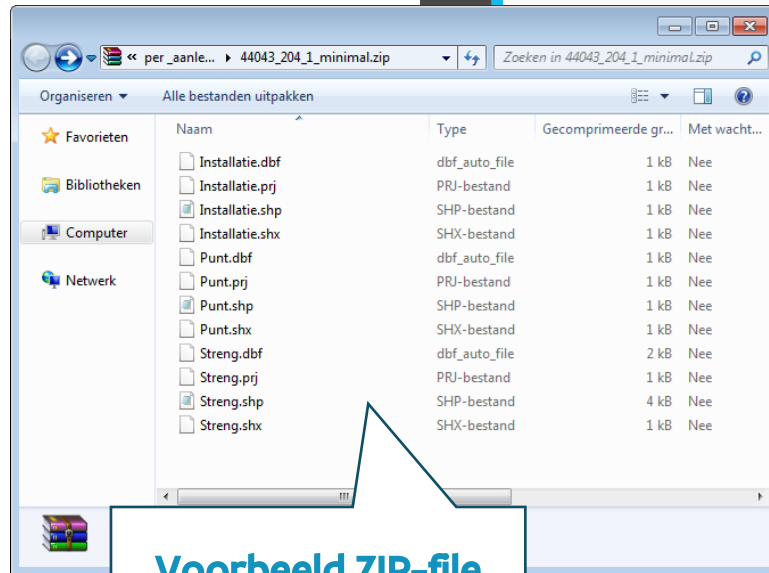 « per_aanle... ▸ 44043_204_1_minimal.zip
Zoeken in 44043_204_1_minimal.zip
Organiseren
Alle bestanden uitpakken
Favorieten
Bibliotheken
Computer
Netwerk
Naam Type Gecomprimeerde gr... Met wacht...
Installatie.dbf dbf_auto_file 1 kB Nee
Installatie.prj PRJ-bestand 1 kB Nee
Installatie.shp SHP-bestand 1 kB Nee
Installatie.shx SHX-bestand 1 kB Nee
Punt.dbf dbf_auto_file 1 kB Nee
Punt.prj PRJ-bestand 1 kB Nee
Punt.shp SHP-bestand 1 kB Nee
Punt.shx SHX-bestand 1 kB Nee
Streng.dbf dbf_auto_file 2 kB Nee
Streng.prj PRJ-bestand 1 kB Nee
Streng.shp SHP-bestand 4 kB Nee
Streng.shx SHX-bestand 1 kB Nee
Voorbeeld ZIP-file